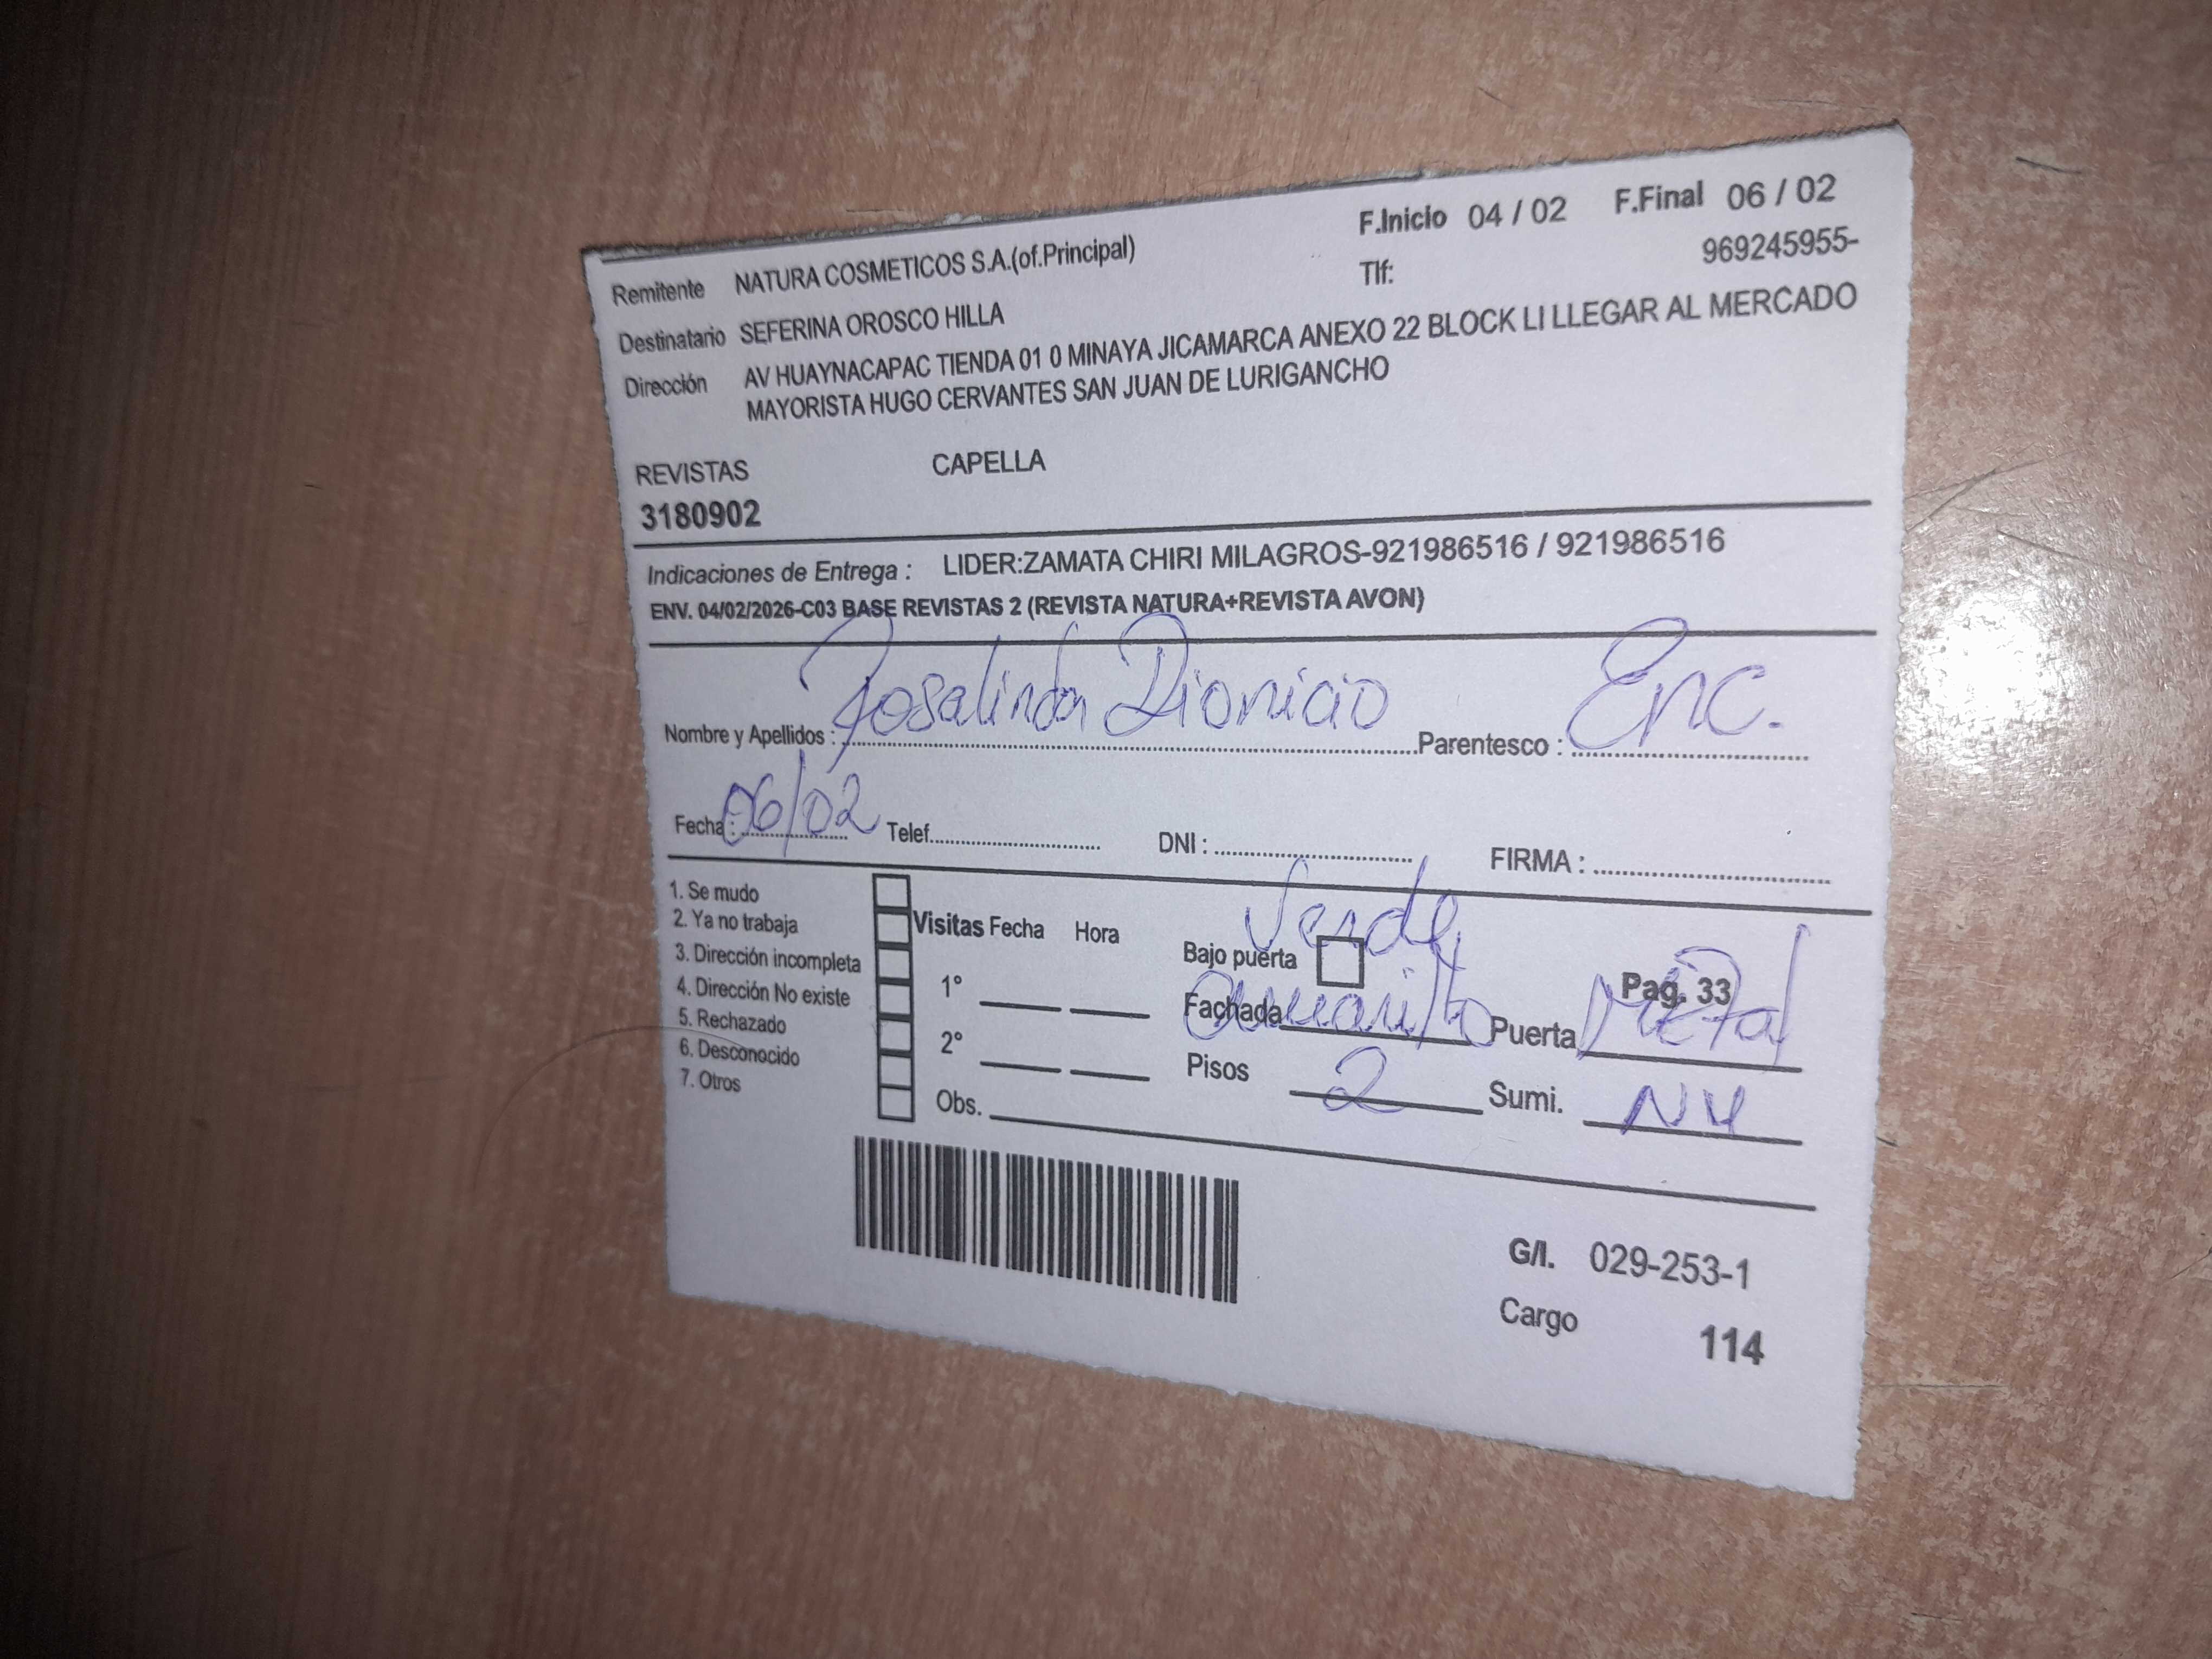 F.Inicio 04 / 02 F.Final 06 / 02
Remitente NATURA COSMETICOS S.A.(of.Principal)
Tlf: 969245955-
Destinatario SEFERINA OROSCO HILLA
Dirección AV HUAYNACAPAC TIENDA 01 0 MINAYA JICAMARCA ANEXO 22 BLOCK LI LLEGAR AL MERCADO
MAYORISTA HUGO CERVANTES SAN JUAN DE LURIGANCHO
REVISTAS CAPELLA
3180902
Indicaciones de Entrega : LIDER:ZAMATA CHIRI MILAGROS-921986516 / 921986516
ENV. 04/02/2026-C03 BASE REVISTAS 2 (REVISTA NATURA+REVISTA AVON)
Nombre y Apellidos : Rosalinda Dionicio Parentesco : Enc.
Fecha : 06/02 Telef. DNI : FIRMA :
1. Se mudo
2. Ya no trabaja
3. Dirección incompleta
4. Dirección No existe
5. Rechazado
6. Desconocido
7. Otros
Visitas Fecha Hora
1°
2°
Obs.
Verde
Bajo puerta
Pag. 33
Fachada Amarillo Puerta Metal
Pisos 2 Sumi. NH
G/I. 029-253-1
Cargo 114